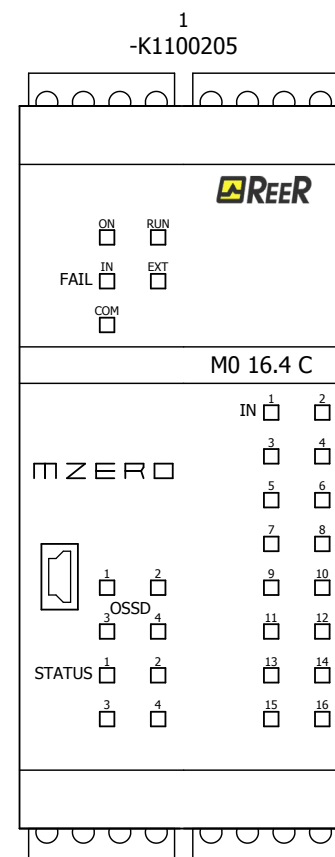 1
-K1100205
REER
ON RUN
FAIL IN EXT
COM
M0 16.4 C
IN 1 2
3 4
MZERO
5 6
7 8
1 2 9 10
OSSD
3 4 11 12
STATUS 1 2 13 14
3 4 15 16